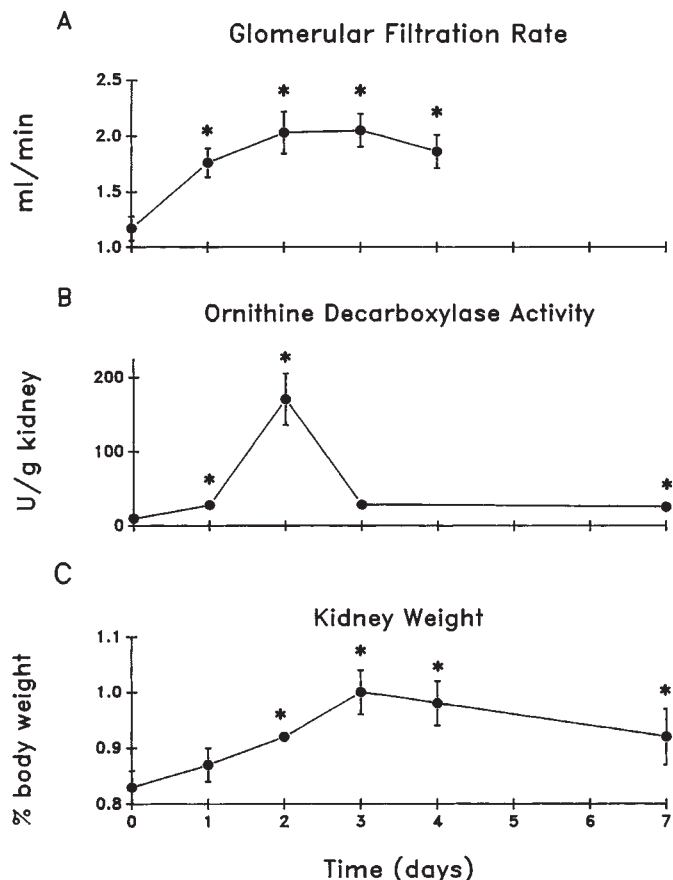 A
Glomerular Filtration Rate
ml/min
2.5
*
*
*
2.0
*
1.5
1.0
B
Ornithine Decarboxylase Activity
U/g kidney
*
200
100
*
*
0
C
Kidney Weight
% body weight
1.1
*
*
*
1.0
*
0.9
0.8
0 1 2 3 4 5 6 7
Time (days)